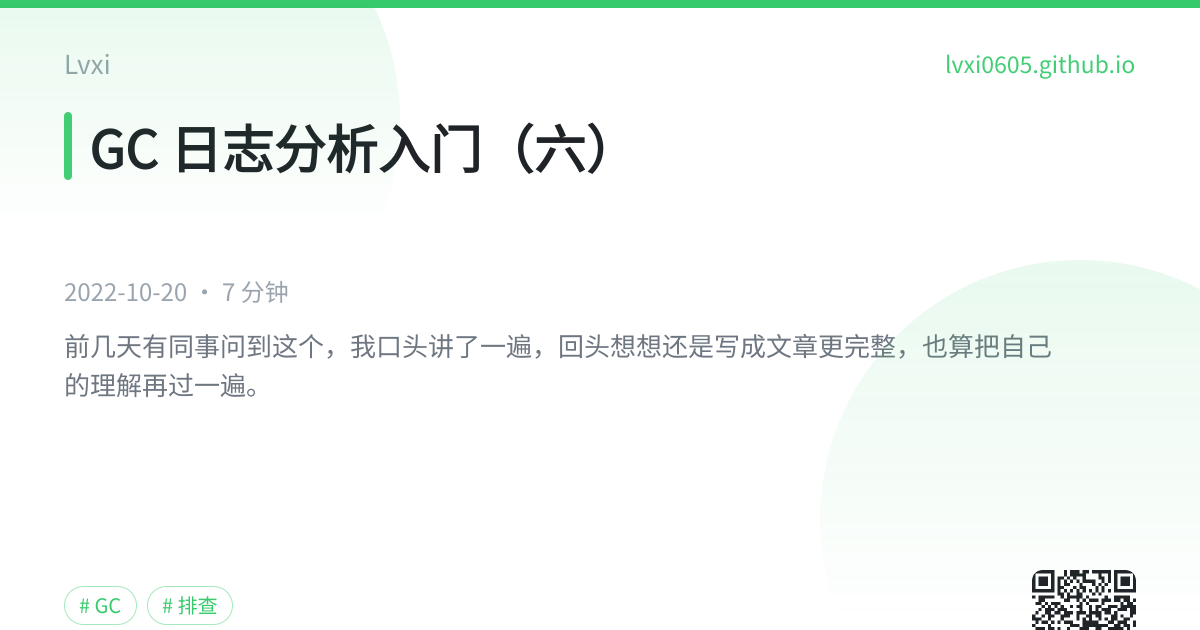 Lvxi
lvxi0605.github.io
GC 日志分析入门（六）
2022-10-20 · 7 分钟
前几天有同事问到这个，我口头讲了一遍，回头想想还是写成文章更完整，也算把自己
的理解再过一遍。
# GC
# 排查